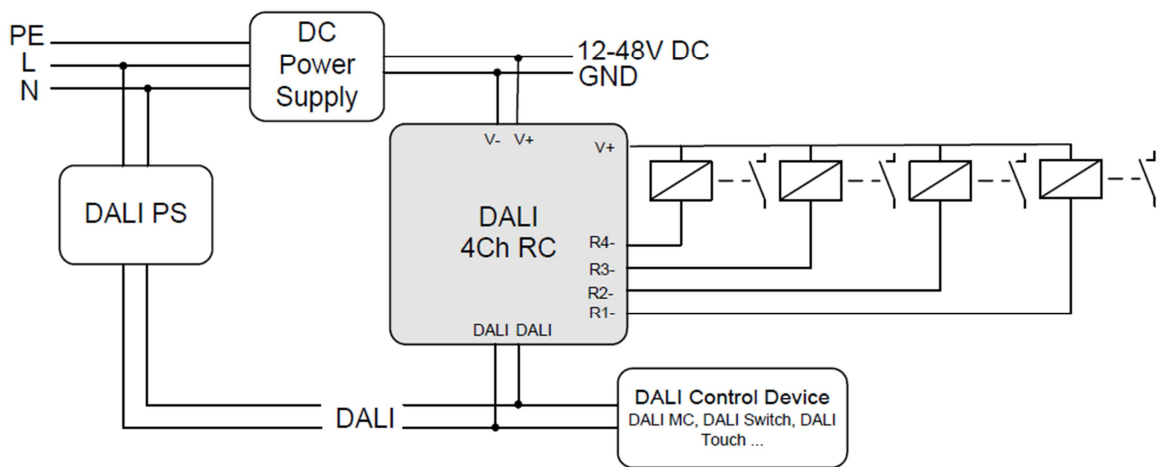 PE
L
N
DC
Power
Supply
12-48V DC
GND
V- V+
V+
DALI PS
DALI
4Ch RC
R4-
R3-
R2-
R1-
DALI DALI
DALI
DALI Control Device
DALI MC, DALI Switch, DALI
Touch ...